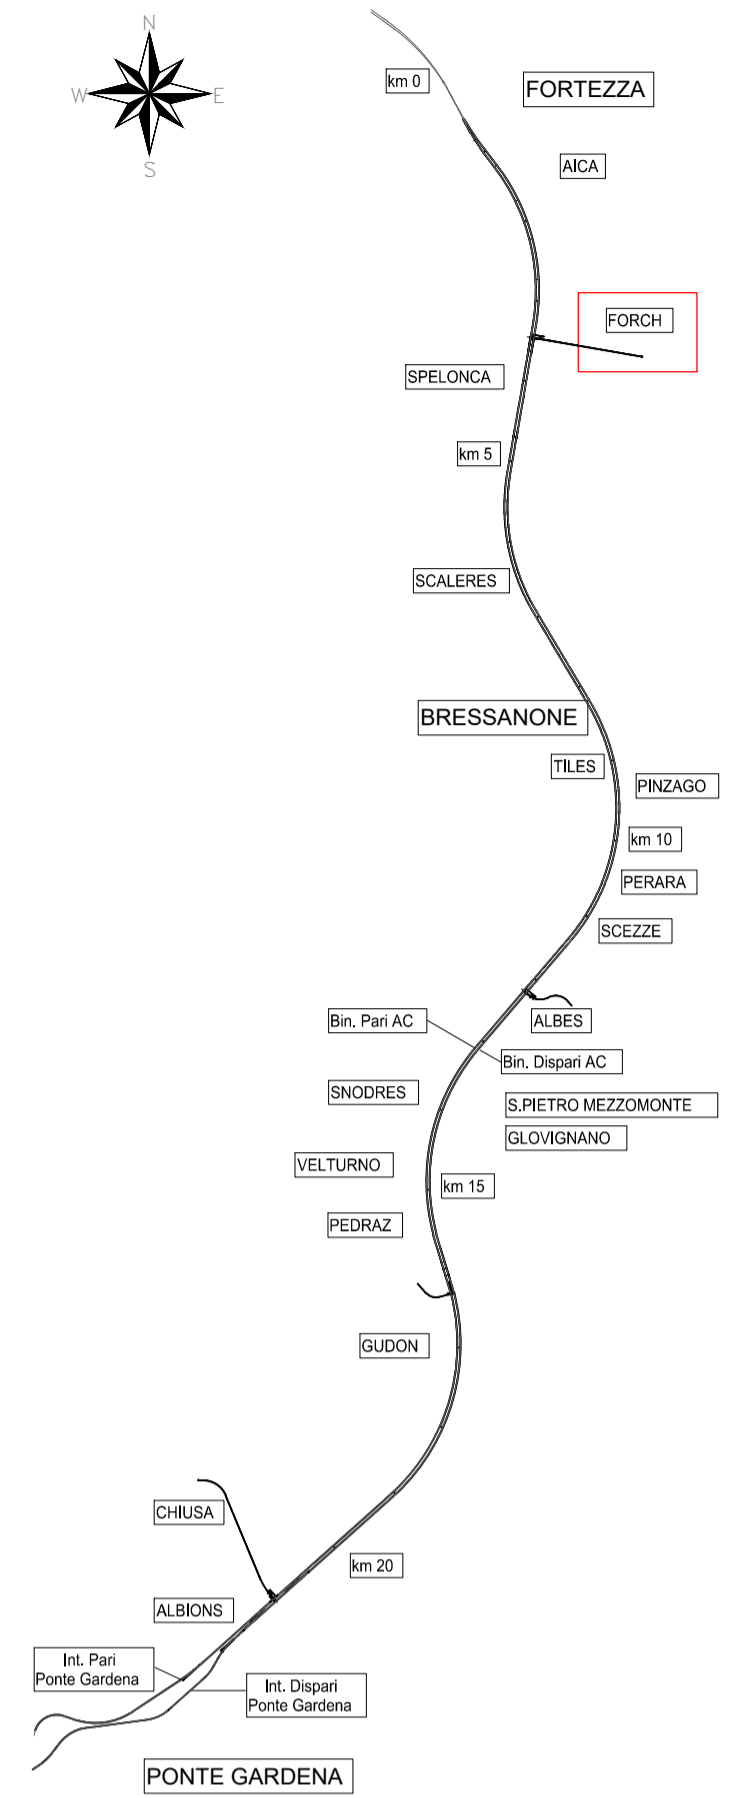 N
W
E
S
km 0
FORTEZZA
AICA
FORCH
SPELONCA
km 5
SCALERES
BRESSANONE
TILES
PINZAGO
km 10
PERARA
SCEZZE
ALBES
Bin. Pari AC
Bin. Dispari AC
SNODRES
S.PIETRO MEZZOMONTE
GLOVIGNANO
VELTURNO
km 15
PEDRAZ
GUDON
CHIUSA
km 20
ALBIONS
Int. Pari
Ponte Gardena
Int. Dispari
Ponte Gardena
PONTE GARDENA